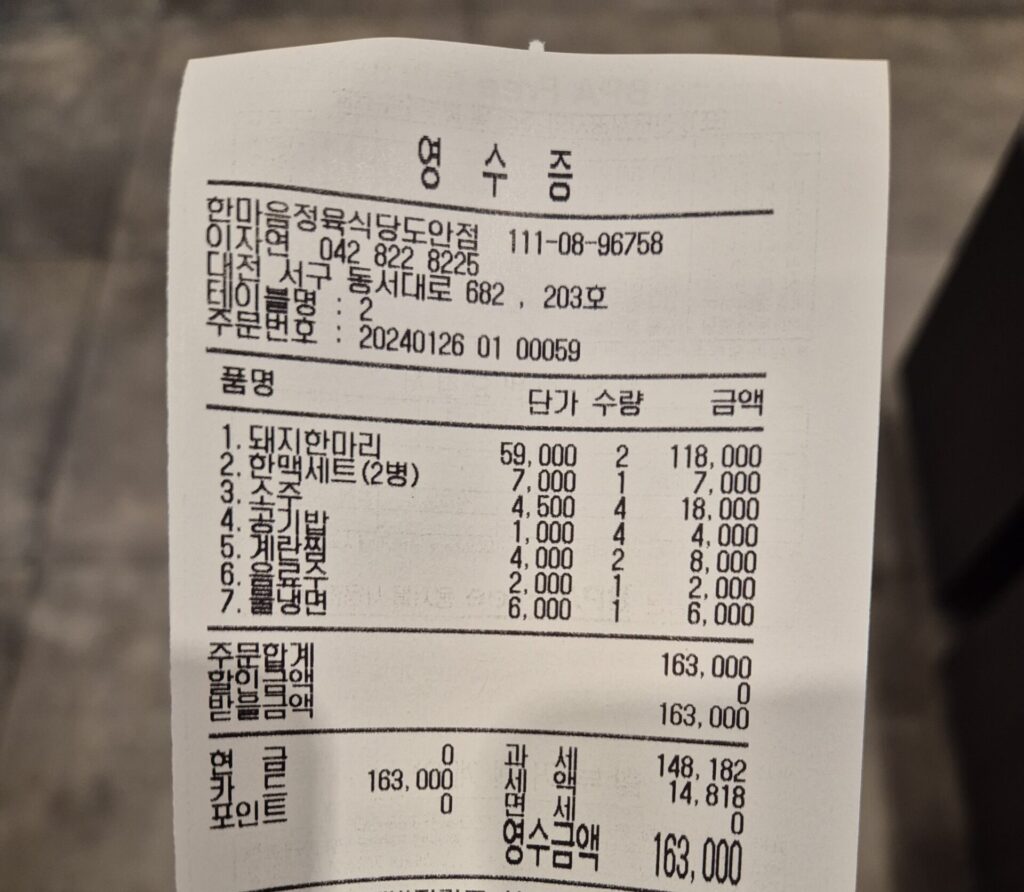 영 수 증
한마음정육식당도안점 111-08-96758
이자연 042 822 8225
대전 서구 동서대로 682 , 203호
테이블명 : 2
주문번호 : 20240126 01 00059
품명 단가 수량 금액
1. 돼지한마리 59,000 2 118,000
2. 한맥세트(2병) 7,000 1 7,000
3. 소주 4,500 4 18,000
4. 공기밥 1,000 4 4,000
5. 계란찜 4,000 2 8,000
6. 음료수 2,000 1 2,000
7. 물냉면 6,000 1 6,000
주문합계 163,000
할인금액 0
받을금액 163,000
현 금 0 과 세 148,182
카 드 163,000 세 액 14,818
포인트 0 면 세 0
영수금액 163,000